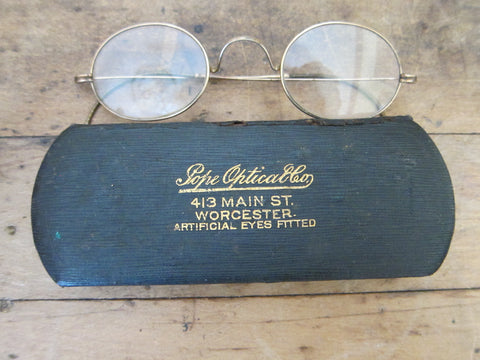 Pope Optical Co.
413 MAIN ST.
WORCESTER.
ARTIFICIAL EYES FITTED